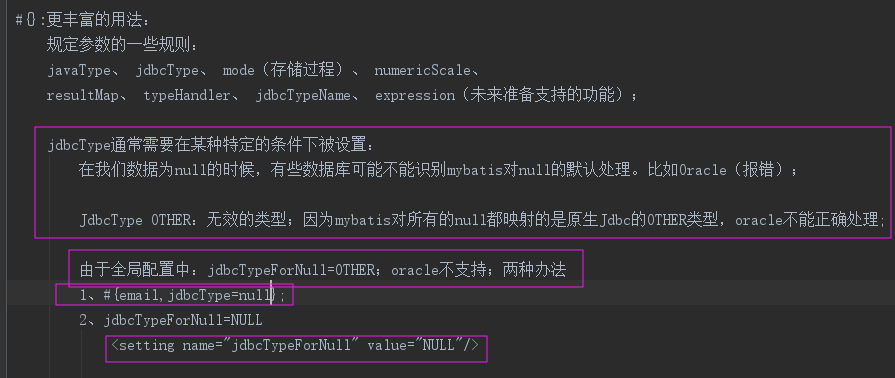 #{}:更丰富的用法:
规定参数的一些规则:
javaType、 jdbcType、 mode（存储过程）、 numericScale、
resultMap、 typeHandler、 jdbcTypeName、 expression（未来准备支持的功能）;
jdbcType通常需要在某种特定的条件下被设置:
在我们数据为null的时候，有些数据库可能不能识别mybatis对null的默认处理。比如Oracle（报错）;
JdbcType OTHER: 无效的类型; 因为mybatis对所有的null都映射的是原生Jdbc的OTHER类型，oracle不能正确处理;
由于全局配置中: jdbcTypeForNull=OTHER; oracle不支持; 两种办法
1、#{email,jdbcType=null};
2、jdbcTypeForNull=NULL
<setting name="jdbcTypeForNull" value="NULL"/>